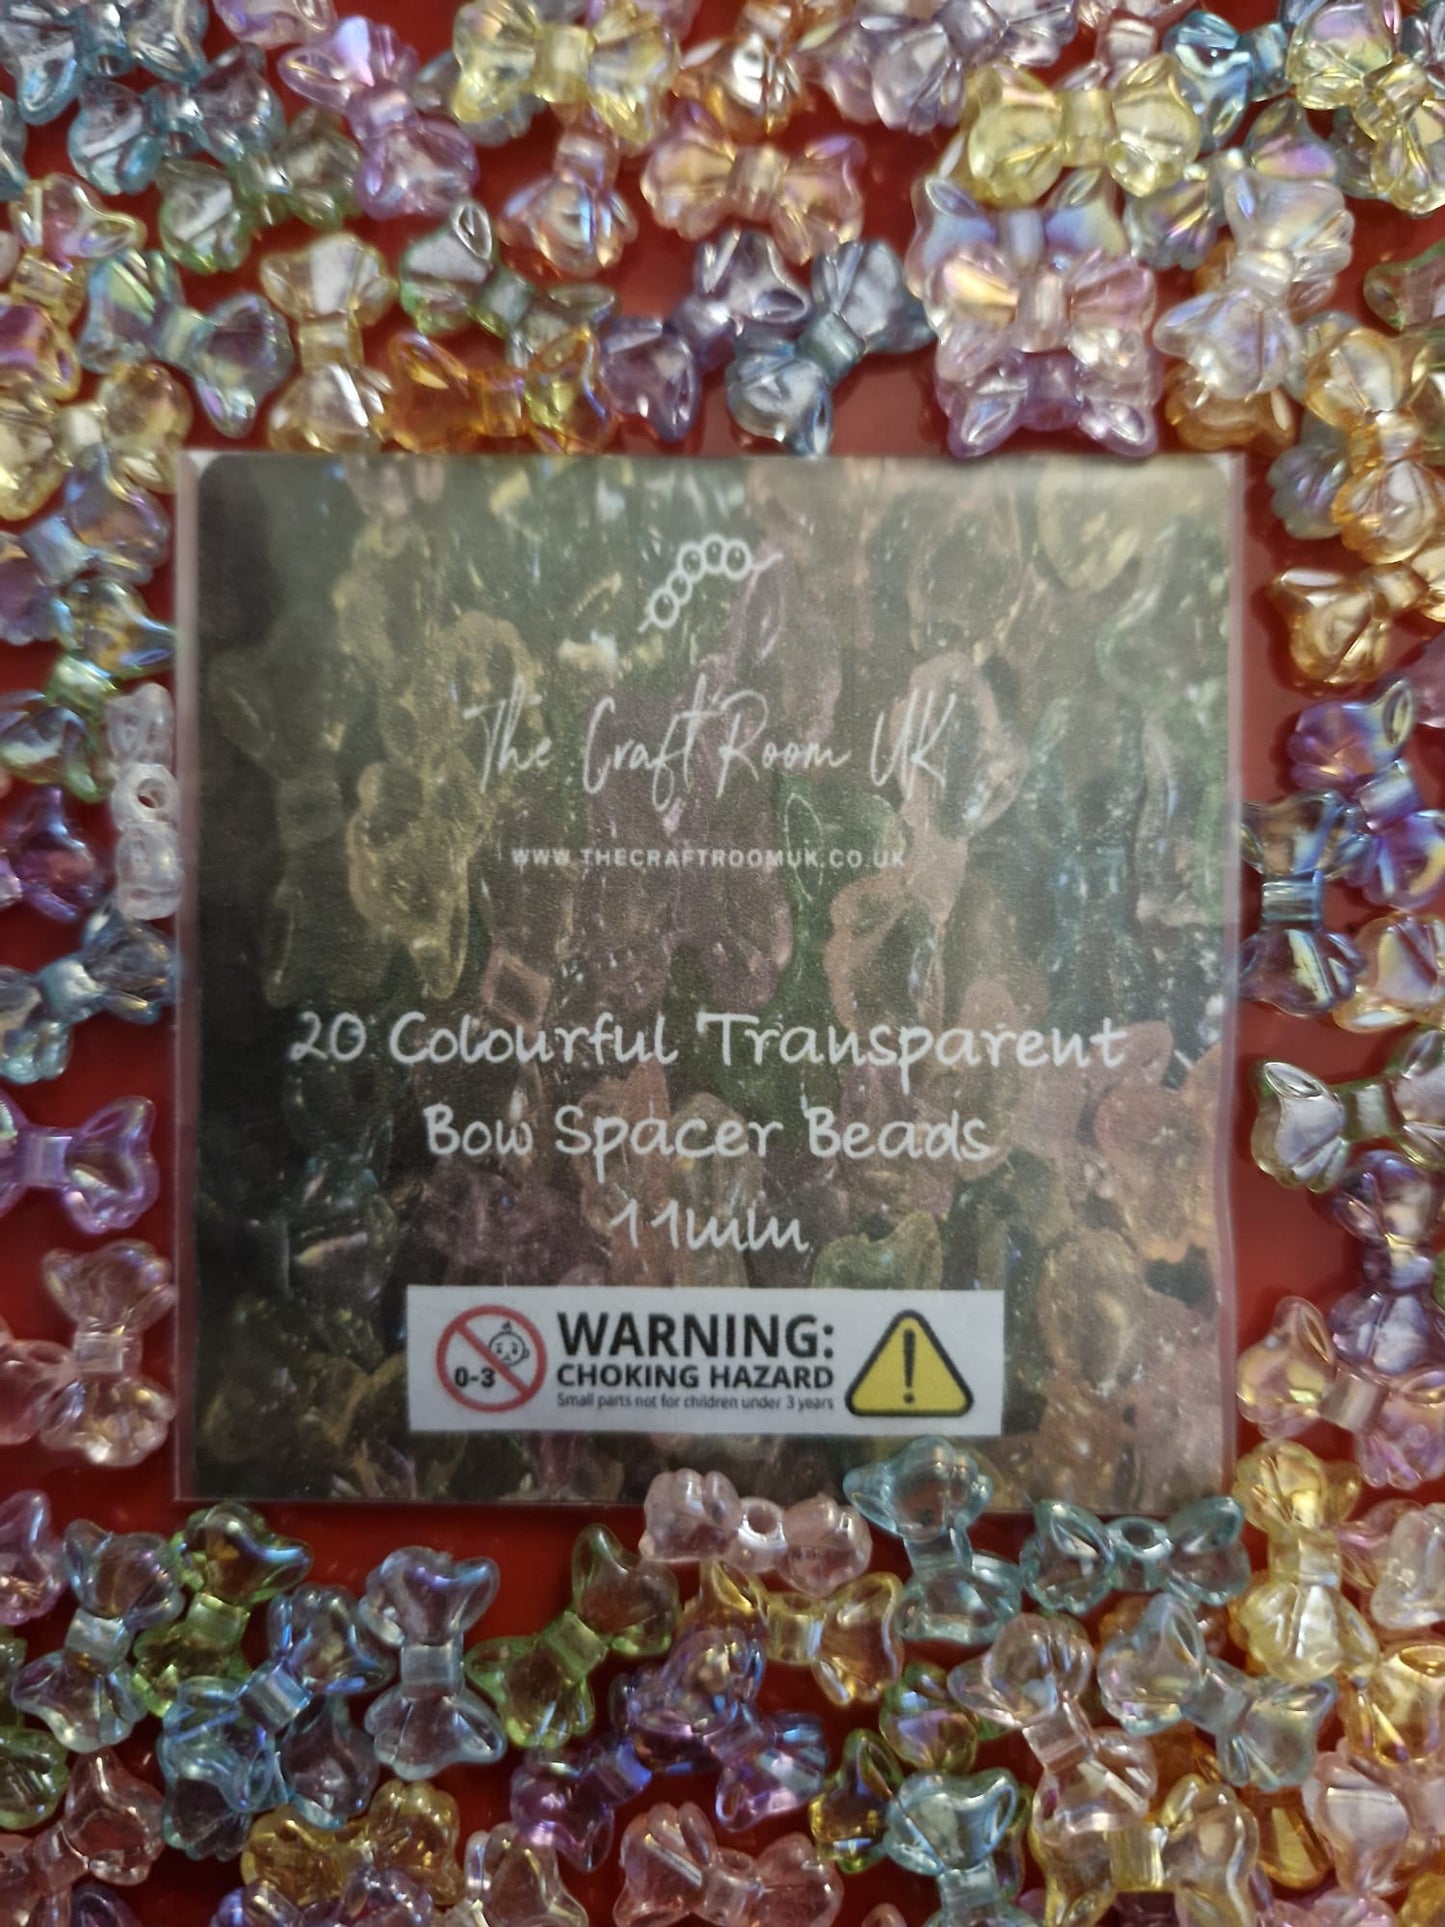 The Craft Room UK
WWW.THECRAFTROOMUK.CO.UK
20 Colourful Transparent
Bow Spacer Beads
11mm
0-3
WARNING:
CHOKING HAZARD
Small parts not for children under 3 years